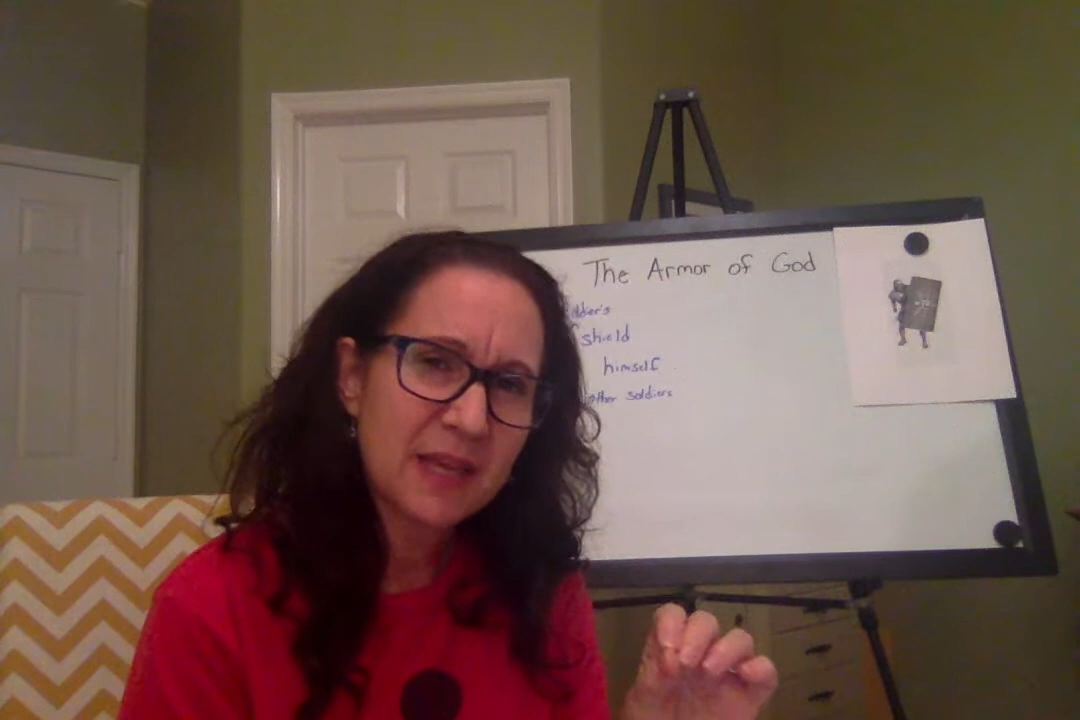 The Armor of God
shield
himself
other soldiers